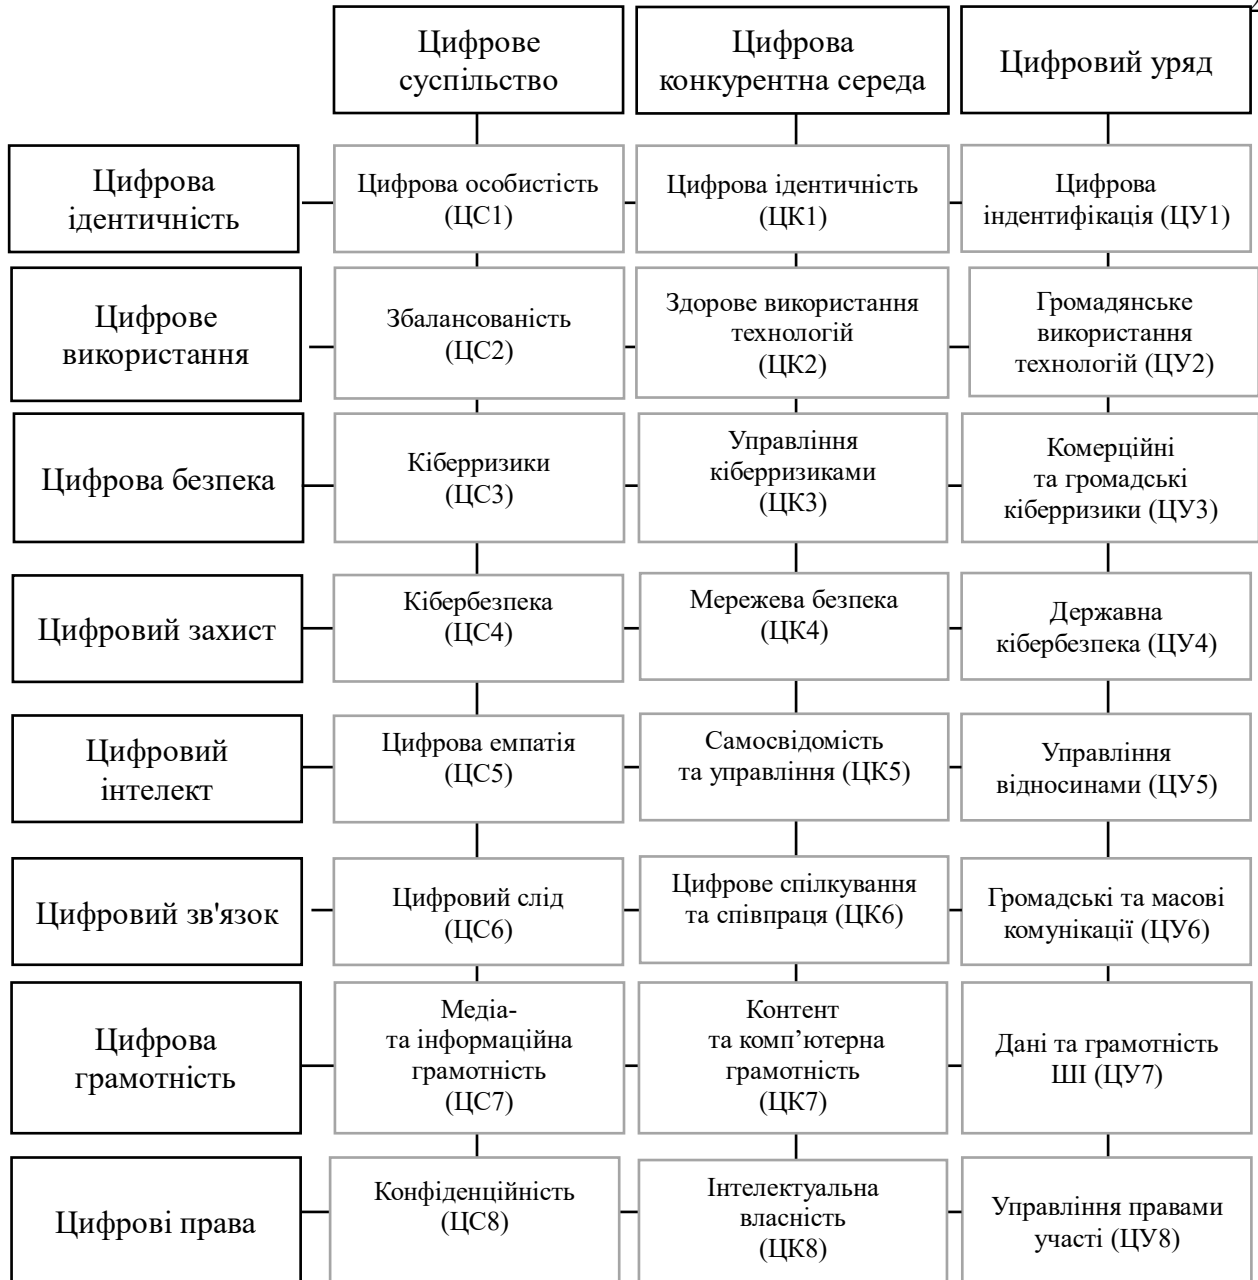 Цифрове
суспільство
Цифрова
конкурентна середа
Цифровий уряд
Цифрова
ідентичність
Цифрова особистість
(ЦС1)
Цифрова ідентичність
(ЦК1)
Цифрова
індентифікація (ЦУ1)
Цифрове
використання
Збалансованість
(ЦС2)
Здорове використання
технологій
(ЦК2)
Громадянське
використання
технологій (ЦУ2)
Цифрова безпека
Кіберризики
(ЦС3)
Управління
кіберризиками
(ЦК3)
Комерційні
та громадські
кіберризики (ЦУ3)
Цифровий захист
Кібербезпека
(ЦС4)
Мережева безпека
(ЦК4)
Державна
кібербезпека (ЦУ4)
Цифровий
інтелект
Цифрова емпатія
(ЦС5)
Самосвідомість
та управління (ЦК5)
Управління
відносинами (ЦУ5)
Цифровий зв'язок
Цифровий слід
(ЦС6)
Цифрове спілкування
та співпраця (ЦК6)
Громадські та масові
комунікації (ЦУ6)
Цифрова
грамотність
Медіа-
та інформаційна
грамотність
(ЦС7)
Контент
та комп’ютерна
грамотність
(ЦК7)
Дані та грамотність
ШІ (ЦУ7)
Цифрові права
Конфіденційність
(ЦС8)
Інтелектуальна
власність
(ЦК8)
Управління правами
участі (ЦУ8)